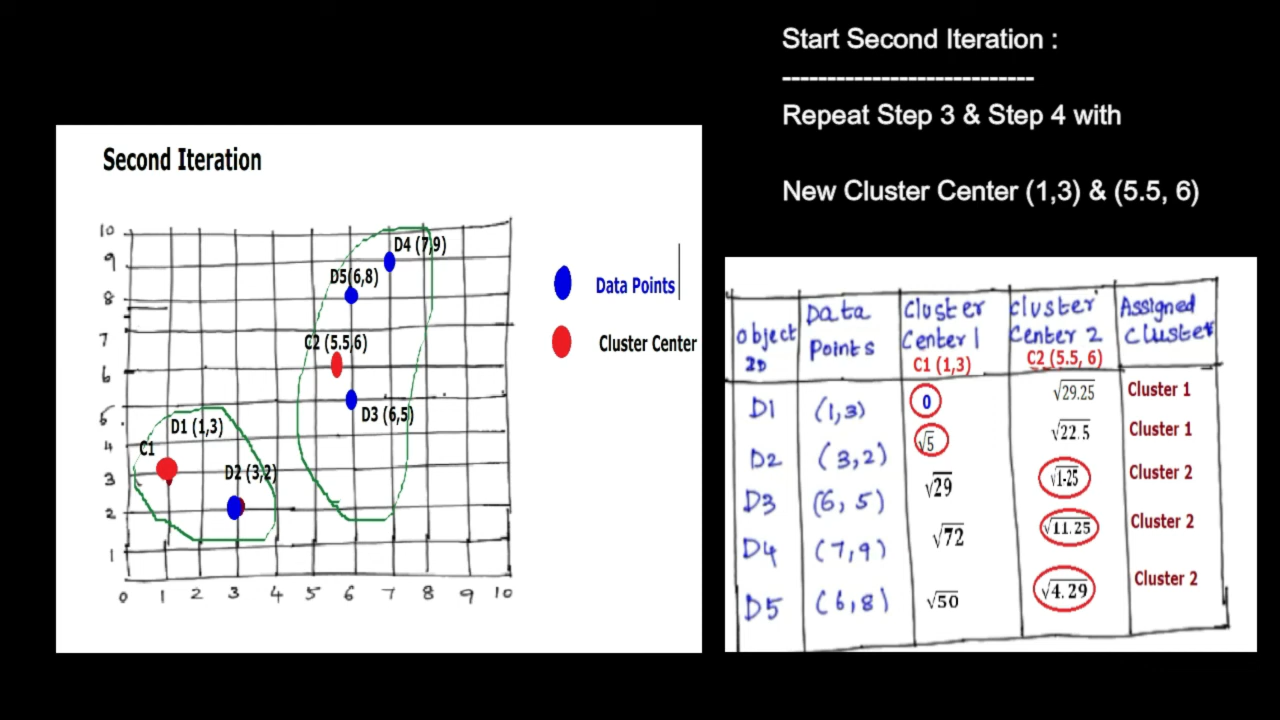 Start Second Iteration :
----------------------------
Repeat Step 3 & Step 4 with
New Cluster Center (1,3) & (5.5, 6)
Second Iteration
10
9
8
7
6
5
4
3
2
1
0 1 2 3 4 5 6 7 8 9 10
D4 (7,9)
D5(6,8)
C2 (5.5,6)
D3 (6,5)
D1 (1,3)
C1
D2 (3,2)
Data Points
Cluster Center
Object ID
Data Points
Cluster Center 1
C1 (1,3)
Cluster Center 2
C2 (5.5, 6)
Assigned Cluster
D1 (1,3) 0 √29.25 Cluster 1
D2 (3,2) √5 √22.5 Cluster 1
D3 (6, 5) √29 √1.25 Cluster 2
D4 (7,9) √72 √11.25 Cluster 2
D5 (6,8) √50 √4.29 Cluster 2